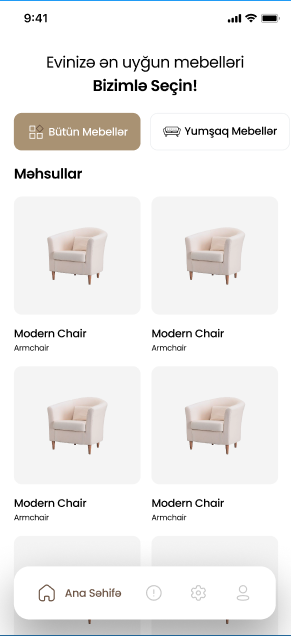 9:41
Evinizə ən uyğun mebelləri
Bizimlə Seçin!
Bütün Mebellər
Yumşaq Mebellər
Məhsullar
Modern Chair
Modern Chair
Armchair
Armchair
Modern Chair
Modern Chair
Armchair
Armchair
Ana Səhifə